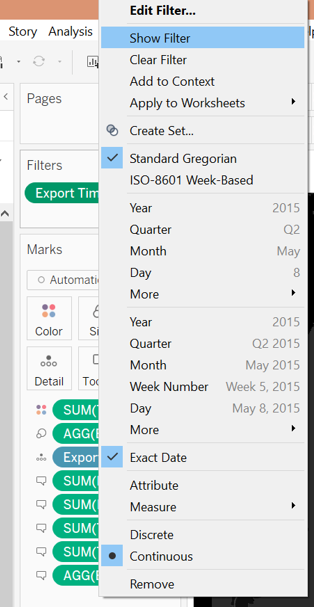 Edit Filter...
Story Analysis
Show Filter
Clear Filter
Add to Context
Apply to Worksheets
Create Set...
Standard Gregorian
ISO-8601 Week-Based
Year 2015
Quarter Q2
Month May
Day 8
More
Year 2015
Quarter Q2 2015
Month May 2015
Week Number Week 5, 2015
Day May 8, 2015
More
Exact Date
Attribute
Measure
Discrete
Continuous
Remove
Pages
Filters
Export Tim
Marks
Automati
Color Si
Detail Too
SUM(
AGG(
Export
SUM(
SUM(
SUM(
SUM(
AGG(